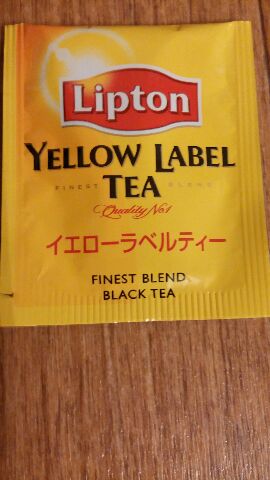 Lipton
YELLOW LABEL
FINEST BLEND
TEA
Quality No1
イエローラベルティー
FINEST BLEND
BLACK TEA